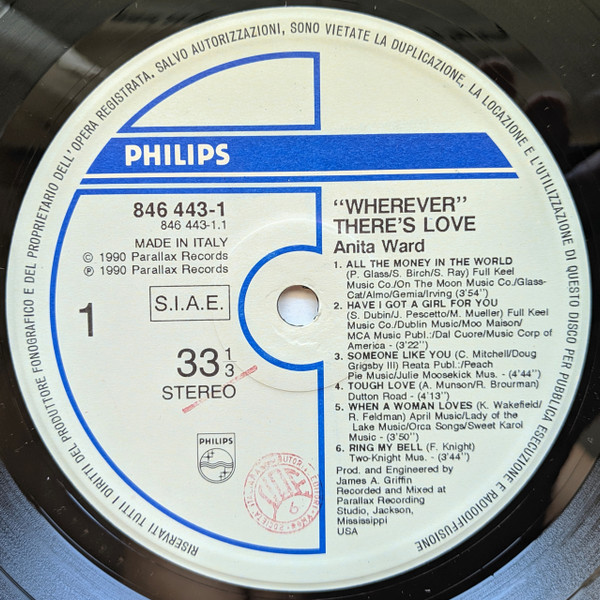 RISERVATI TUTTI I DIRITTI DEL PRODUTTORE FONOGRAFICO E DEL PROPRIETARIO DELL'OPERA REGISTRATA, SALVO AUTORIZZAZIONI, SONO VIETATE LA DUPLICAZIONE, LA LOCAZIONE E L'UTILIZZAZIONE DI QUESTO DISCO PER PUBBLICA ESECUZIONE E RADIODIFFUSIONE
PHILIPS
846 443-1
846 443-1.1
MADE IN ITALY
© 1990 Parallax Records
℗ 1990 Parallax Records
S.I.A.E.
1
33 1/3
STEREO
PHILIPS
"WHEREVER"
THERE'S LOVE
Anita Ward
1. ALL THE MONEY IN THE WORLD
(P. Glass/S. Birch/S. Ray) Full Keel
Music Co./On The Moon Music Co./Glass-
Cat/Almo/Gemia/Irving (3'54'')
2. HAVE I GOT A GIRL FOR YOU
(S. Dubin/J. Pescetto/M. Mueller) Full Keel
Music Co./Dublin Music/Moo Maison/
MCA Music Publ.:/Dal Cuore/Music Corp of
America - (3'22'')
3. SOMEONE LIKE YOU (C. Mitchell/Doug
Grigsby III) Reata Publ.:/Peach
Pie Music/Julie Moosekick Mus. - (4'44'')
4. TOUGH LOVE (A. Munson/R. Brourman)
Dutton Road - (4'13'')
5. WHEN A WOMAN LOVES (K. Wakefield/
R. Feldman) April Music/Lady of the
Lake Music/Orca Songs/Sweet Karol
Music - (3'50'')
6. RING MY BELL (F. Knight)
Two-Knight Mus. - (3'44'')
Prod. and Engineered by
James A. Griffin
Recorded and Mixed at
Parallax Recording
Studio, Jackson,
Mississippi
USA